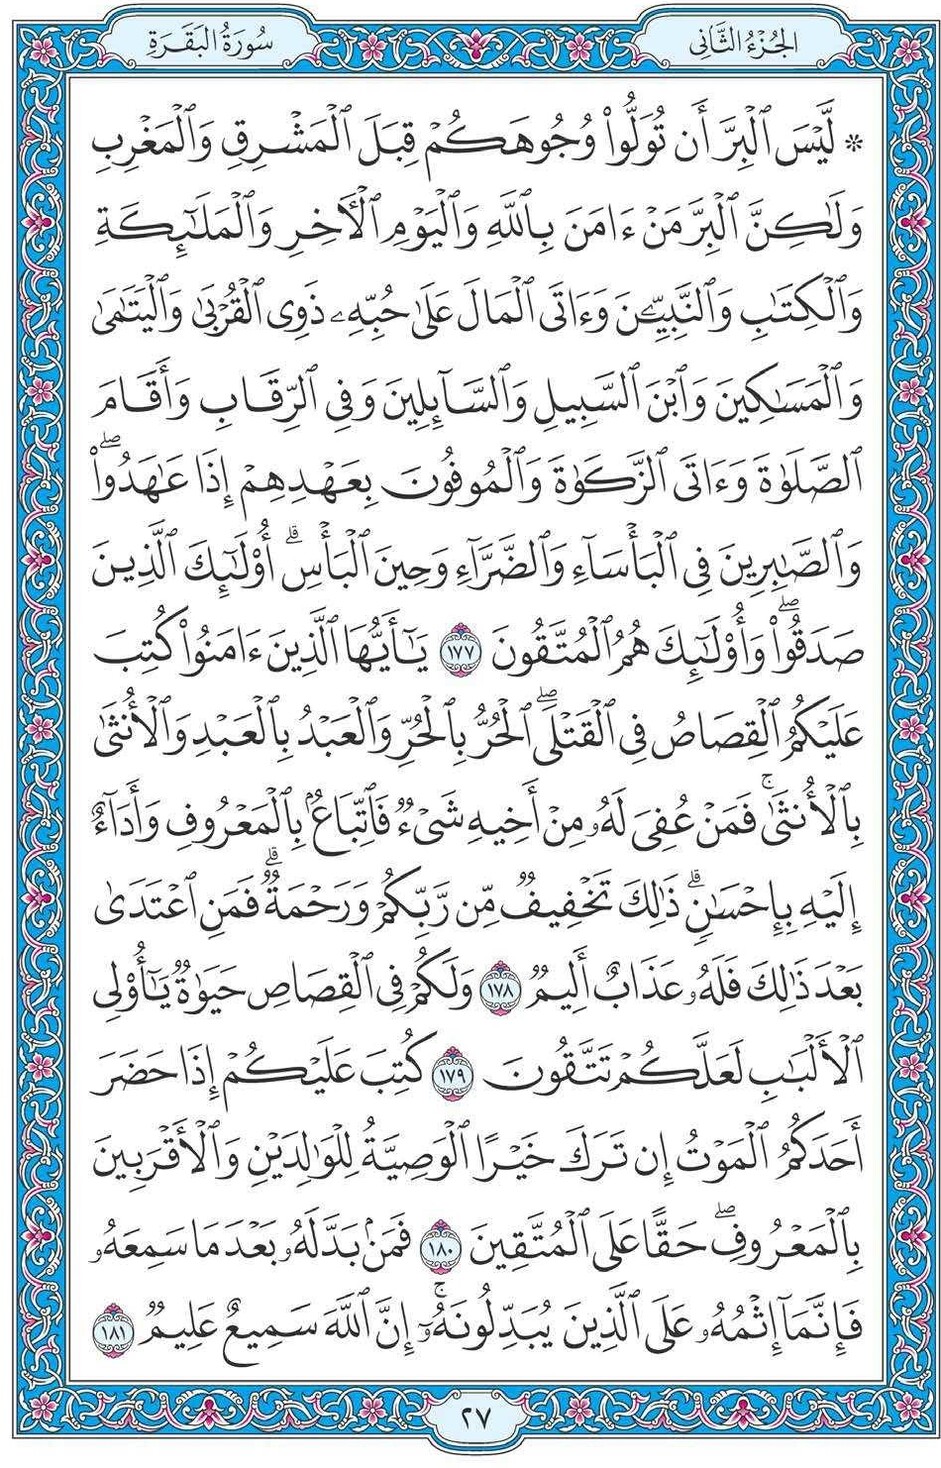 الجُزْءُ الثَّانِي
سُورَةُ البَقَرَةِ
۞ لَّيْسَ ٱلْبِرَّ أَن تُوَلُّوا۟ وُجُوهَكُمْ قِبَلَ ٱلْمَشْرِقِ وَٱلْمَغْرِبِ
وَلَٰكِنَّ ٱلْبِرَّ مَنْ ءَامَنَ بِٱللَّهِ وَٱلْيَوْمِ ٱلْأَخِرِ وَٱلْمَلَٰٓئِكَةِ
وَٱلْكِتَٰبِ وَٱلنَّبِيِّۦنَ وَءَاتَى ٱلْمَالَ عَلَىٰ حُبِّهِۦ ذَوِى ٱلْقُرْبَىٰ وَٱلْيَتَٰمَىٰ
وَٱلْمَسَٰكِينَ وَٱبْنَ ٱلسَّبِيلِ وَٱلسَّآئِلِينَ وَفِى ٱلرِّقَابِ وَأَقَامَ
ٱلصَّلَوٰةَ وَءَاتَى ٱلزَّكَوٰةَ وَٱلْمُوفُونَ بِعَهْدِهِمْ إِذَا عَٰهَدُوا۟ۖ
وَٱلصَّٰبِرِينَ فِى ٱلْبَأْسَآءِ وَٱلضَّرَّآءِ وَحِينَ ٱلْبَأْسِۗ أُو۟لَٰٓئِكَ ٱلَّذِينَ
صَدَقُوا۟ۖ وَأُو۟لَٰٓئِكَ هُمُ ٱلْمُتَّقُونَ ١٧٧ يَٰٓأَيُّهَا ٱلَّذِينَ ءَامَنُوا۟ كُتِبَ
عَلَيْكُمُ ٱلْقِصَاصُ فِى ٱلْقَتْلَىۖ ٱلْحُرُّ بِٱلْحُرِّ وَٱلْعَبْدُ بِٱلْعَبْدِ وَٱلْأُنثَىٰ
بِٱلْأُنثَىٰۚ فَمَنْ عُفِىَ لَهُۥ مِنْ أَخِيهِ شَىْءٌ فَٱتِّبَاعٌۢ بِٱلْمَعْرُوفِ وَأَدَآءٌ
إِلَيْهِ بِإِحْسَٰنٍۗ ذَٰلِكَ تَخْفِيفٌ مِّن رَّبِّكُمْ وَرَحْمَةٌۗ فَمَنِ ٱعْتَدَىٰ
بَعْدَ ذَٰلِكَ فَلَهُۥ عَذَابٌ أَلِيمٌ ١٧٨ وَلَكُمْ فِى ٱلْقِصَاصِ حَيَوٰةٌ يَٰٓأُو۟لِى
ٱلْأَلْبَٰبِ لَعَلَّكُمْ تَتَّقُونَ ١٧٩ كُتِبَ عَلَيْكُمْ إِذَا حَضَرَ
أَحَدَكُمُ ٱلْمَوْتُ إِن تَرَكَ خَيْرًا ٱلْوَصِيَّةُ لِلْوَٰلِدَيْنِ وَٱلْأَقْرَبِينَ
بِٱلْمَعْرُوفِۖ حَقًّا عَلَى ٱلْمُتَّقِينَ ١٨٠ فَمَنۢ بَدَّلَهُۥ بَعْدَ مَا سَمِعَهُۥ
فَإِنَّمَآ إِثْمُهُۥ عَلَى ٱلَّذِينَ يُبَدِّلُونَهُۥٓۚ إِنَّ ٱللَّهَ سَمِيعٌ عَلِيمٌ ١٨١
٢٧